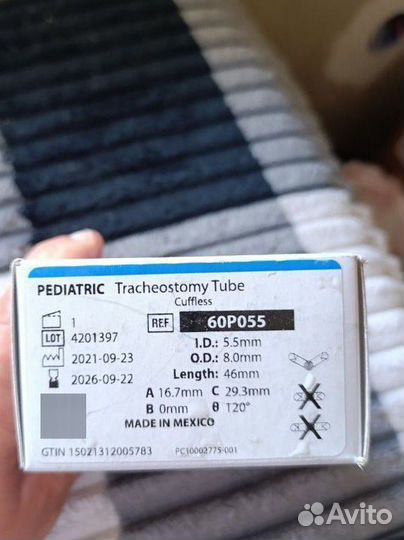 PEDIATRIC Tracheostomy Tube
Cuffless
1
REF 60P055
LOT 4201397
I.D.: 5.5mm
2021-09-23
O.D.: 8.0mm
2026-09-22
Length: 46mm
A 16.7mm C 29.3mm
B 0mm θ 120°
MADE IN MEXICO
GTIN 15021312005783
PC10002775-001
Avito